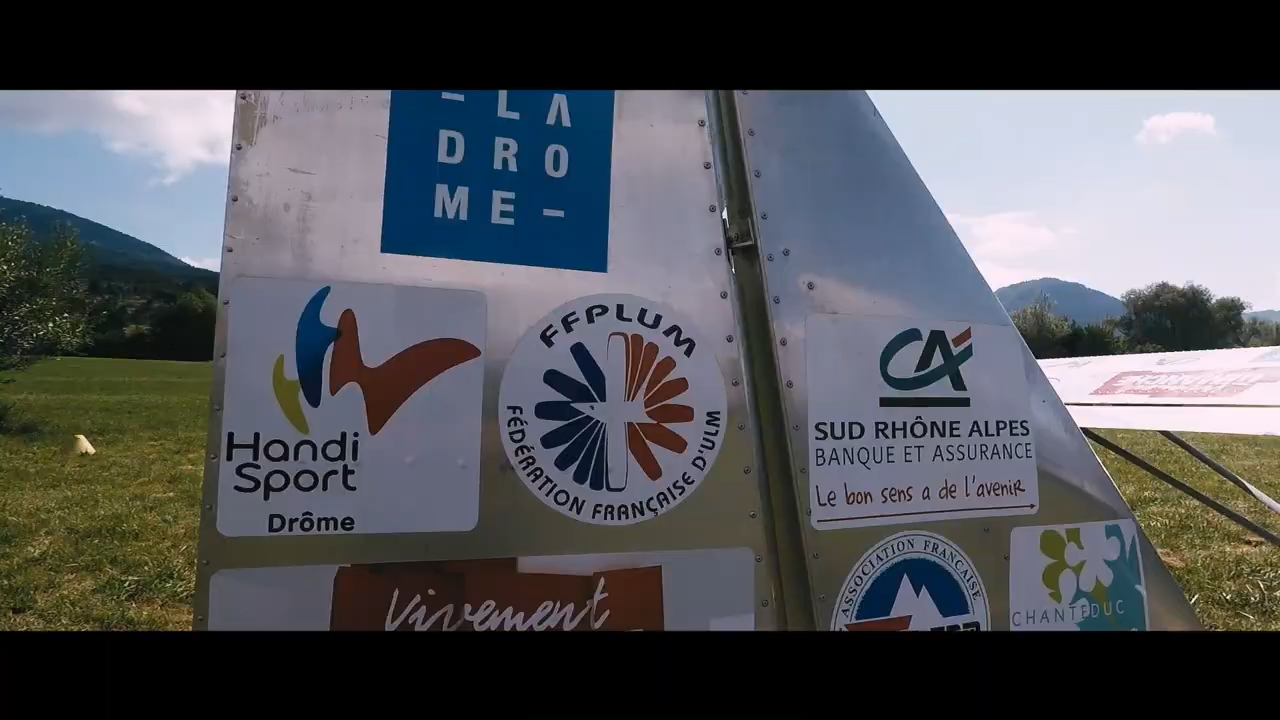 – LA
DRO
ME –
Handi
Sport
Drôme
FFPLUM
FÉDÉRATION FRANÇAISE D'ULM
CA
SUD RHÔNE ALPES
BANQUE ET ASSURANCE
Le bon sens a de l'avenir
Vivement
ASSOCIATION FRANÇAISE
CHANTEDUC